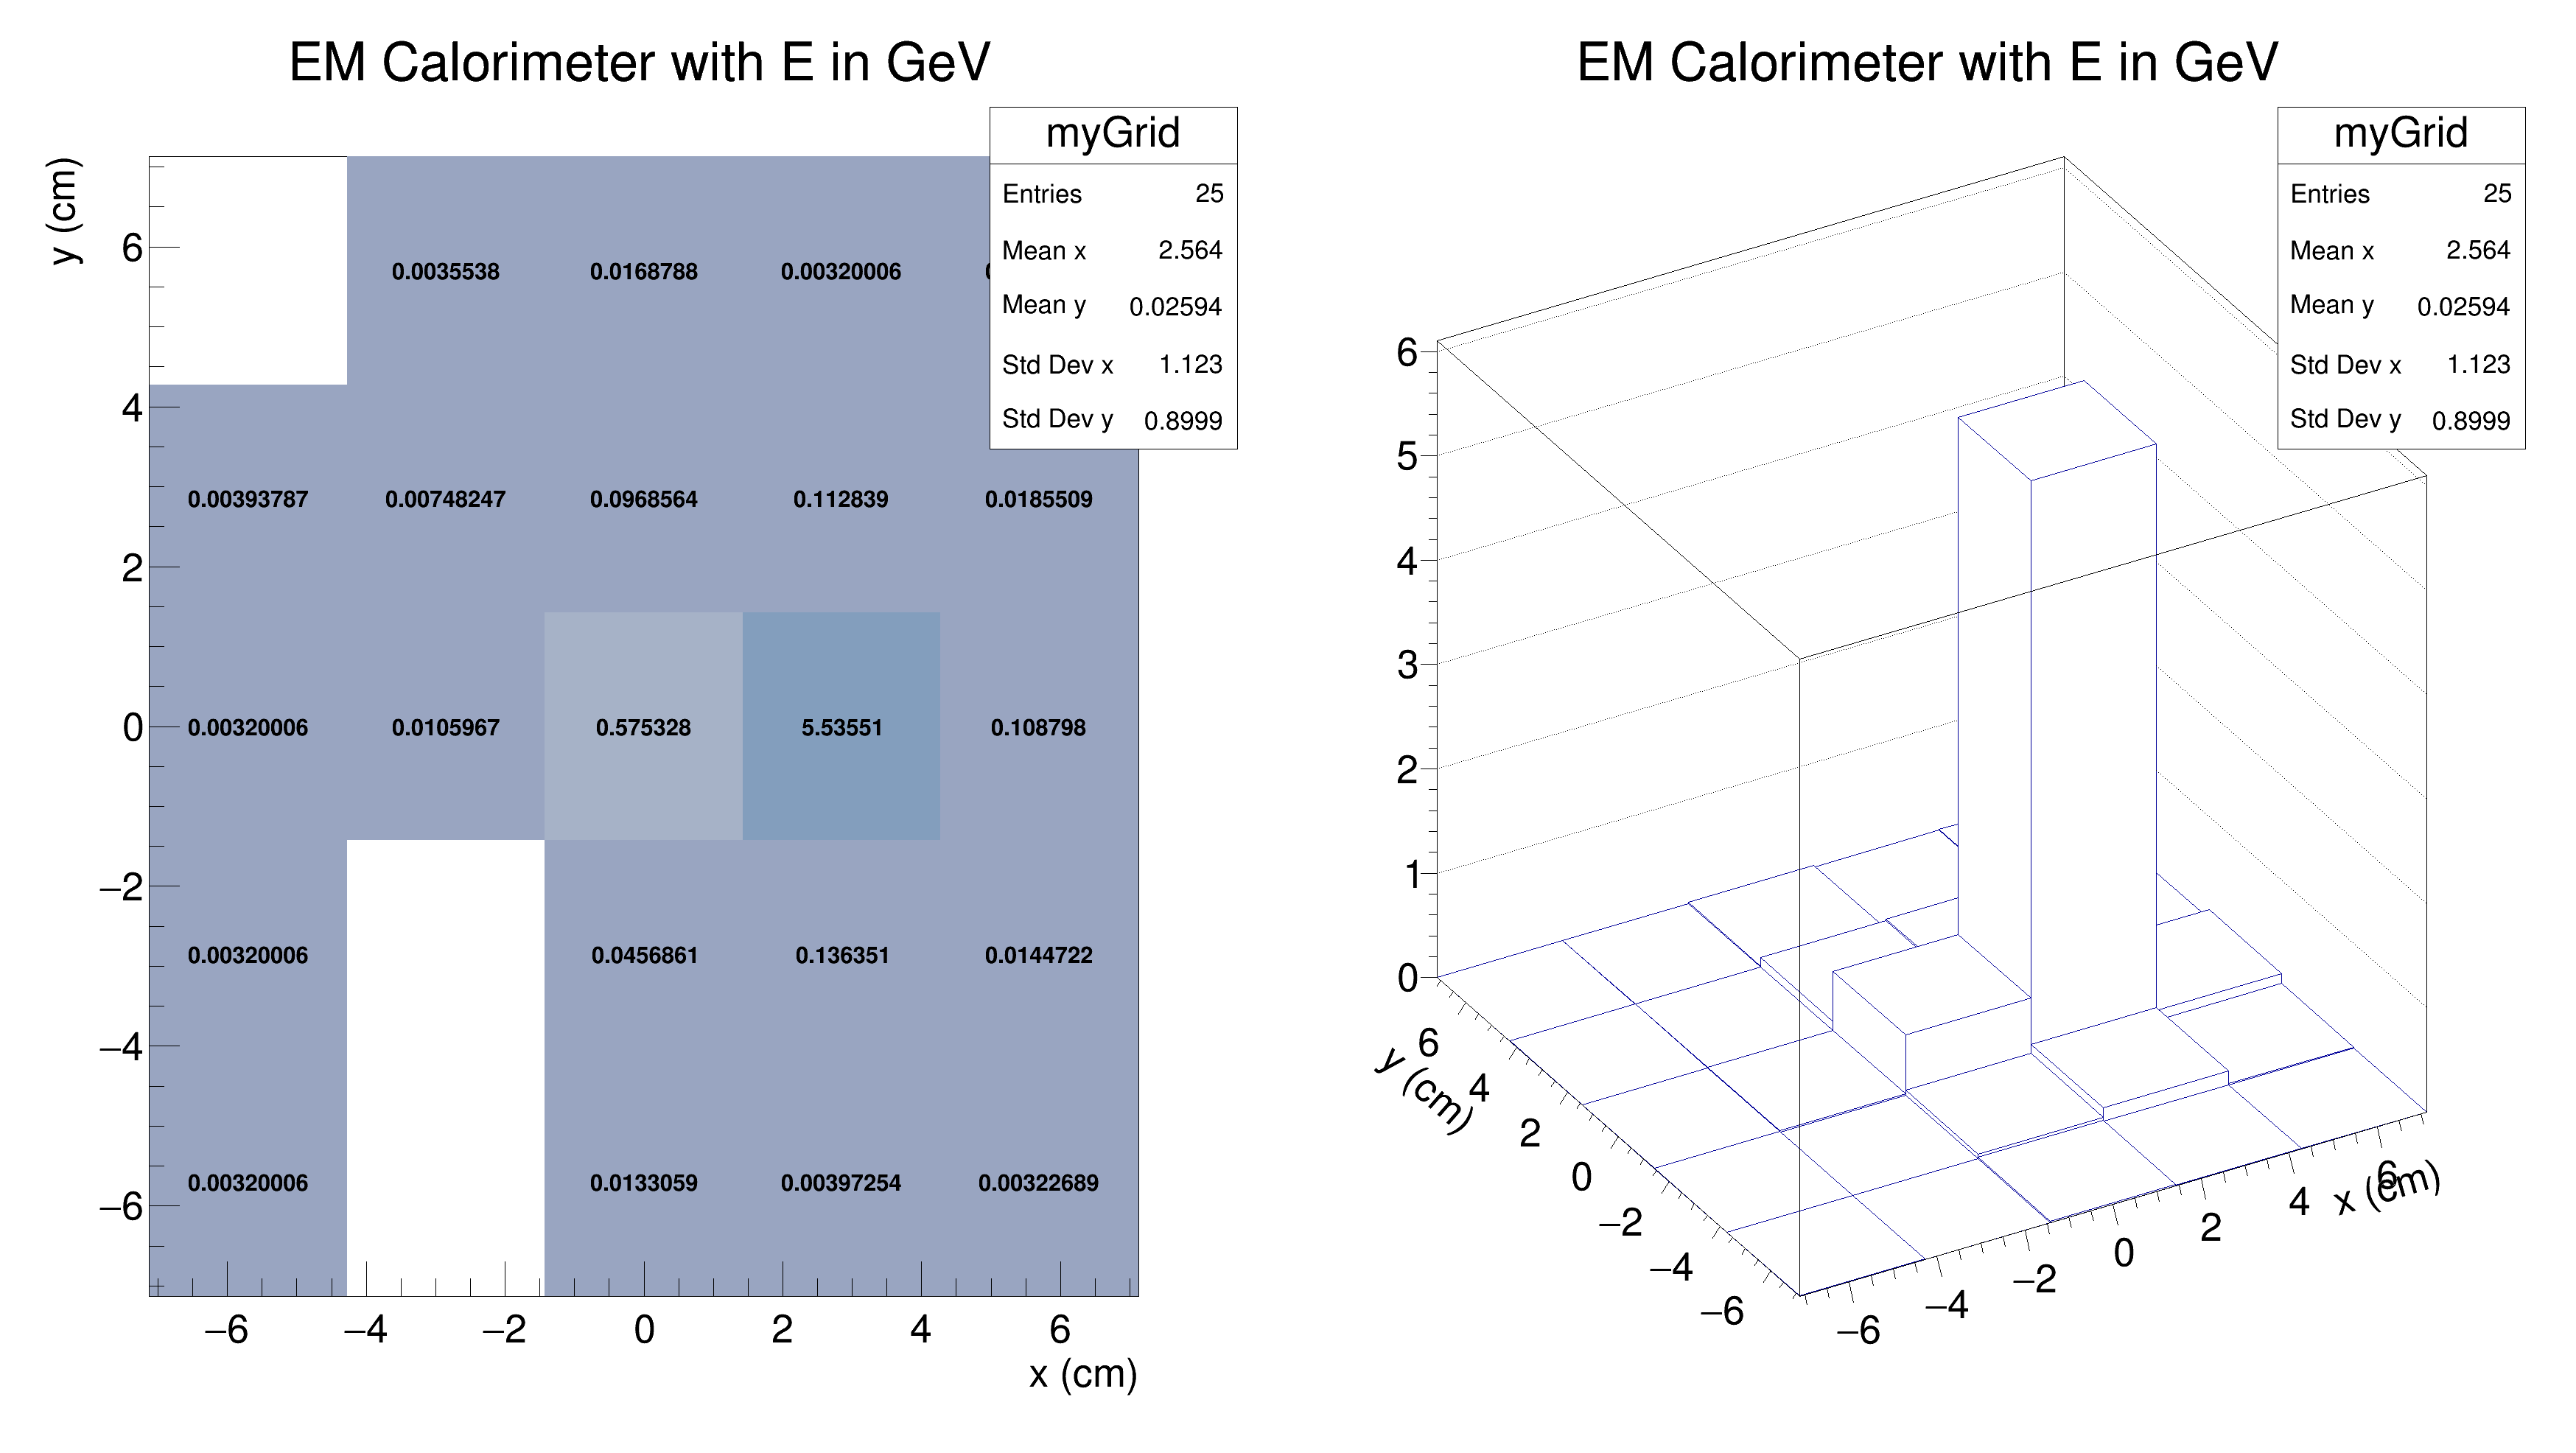 EM Calorimeter with E in GeV
myGrid
Entries 25
Mean x 2.564
Mean y 0.02594
Std Dev x 1.123
Std Dev y 0.8999
y (cm)
6
4
2
0
−2
−4
−6
0.0035538 0.0168788 0.00320006
0.00393787 0.00748247 0.0968564 0.112839 0.0185509
0.00320006 0.0105967 0.575328 5.53551 0.108798
0.00320006 0.0456861 0.136351 0.0144722
0.00320006 0.0133059 0.00397254 0.00322689
−6 −4 −2 0 2 4 6
x (cm)
EM Calorimeter with E in GeV
myGrid
Entries 25
Mean x 2.564
Mean y 0.02594
Std Dev x 1.123
Std Dev y 0.8999
6
5
4
3
2
1
0
y (cm)
6
4
2
0
−2
−4
−6
−6 −4 −2 0 2 4 6
x (cm)